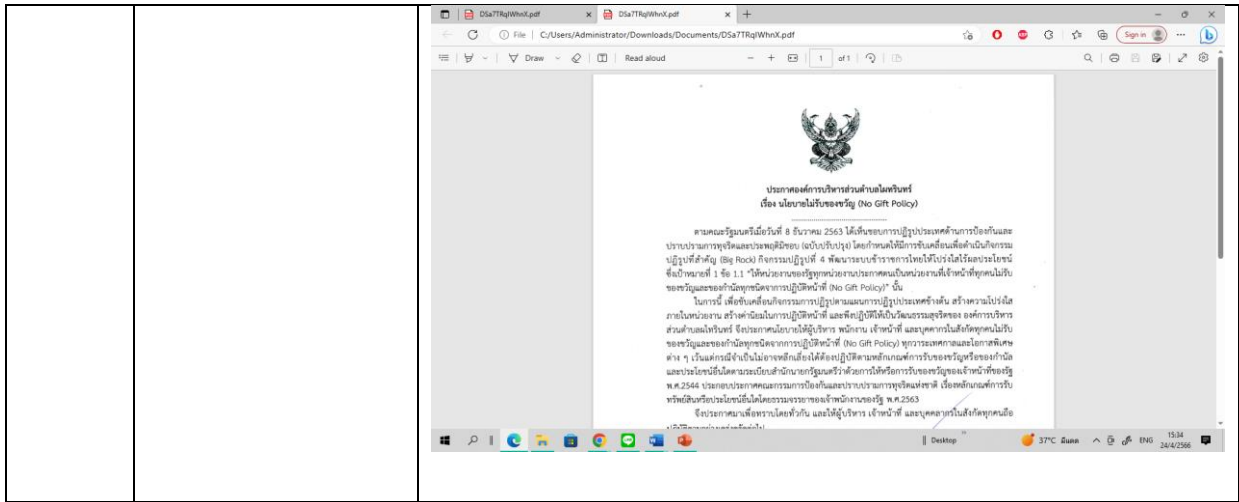 DSa7TRqlWhnX.pdf
DSa7TRqlWhnX.pdf
File | C:/Users/Administrator/Downloads/Documents/DSa7TRqlWhnX.pdf
Sign in
Draw
Read aloud
1 of 1
ประกาศองค์การบริหารส่วนตำบลไผทรินทร์
เรื่อง นโยบายไม่รับของขวัญ (No Gift Policy)
ตามคณะรัฐมนตรีเมื่อวันที่ 8 ธันวาคม 2563 ได้เห็นชอบการปฏิรูปประเทศด้านการป้องกันและ
ปราบปรามการทุจริตและประพฤติมิชอบ (ฉบับปรับปรุง) โดยกำหนดให้มีการขับเคลื่อนเพื่อดำเนินกิจกรรม
ปฏิรูปที่สำคัญ (Big Rock) กิจกรรมปฏิรูปที่ 4 พัฒนาระบบข้าราชการไทยให้โปร่งใสไร้ผลประโยชน์
ซึ่งเป้าหมายที่ 1 ข้อ 1.1 "ให้หน่วยงานของรัฐทุกหน่วยงานประกาศตนเป็นหน่วยงานที่เจ้าหน้าที่ทุกคนไม่รับ
ของขวัญและของกำนัลทุกชนิดจากการปฏิบัติหน้าที่ (No Gift Policy)" นั้น
ในการนี้ เพื่อขับเคลื่อนกิจกรรมการปฏิรูปตามแผนการปฏิรูปประเทศข้างต้น สร้างความโปร่งใส
ภายในหน่วยงาน สร้างค่านิยมในการปฏิบัติหน้าที่ และพึงปฏิบัติให้เป็นวัฒนธรรมสุจริตของ องค์การบริหาร
ส่วนตำบลผไทรินทร์ จึงประกาศนโยบายให้ผู้บริหาร พนักงาน เจ้าหน้าที่ และบุคลากรในสังกัดทุกคนไม่รับ
ของขวัญและของกำนัลทุกชนิดจากการปฏิบัติหน้าที่ (No Gift Policy) ทุกวาระเทศกาลและโอกาสพิเศษ
ต่าง ๆ เว้นแต่กรณีจำเป็นไม่อาจหลีกเลี่ยงได้ต้องปฏิบัติตามหลักเกณฑ์การรับของขวัญหรือของกำนัล
และประโยชน์อื่นใดตามระเบียบสำนักนายกรัฐมนตรีว่าด้วยการให้หรือการรับของขวัญของเจ้าหน้าที่ของรัฐ
พ.ศ.2544 ประกอบประกาศคณะกรรมการป้องกันและปราบปรามการทุจริตแห่งชาติ เรื่องหลักเกณฑ์การรับ
ทรัพย์สินหรือประโยชน์อื่นใดโดยธรรมจรรยาของเจ้าพนักงานของรัฐ พ.ศ.2563
จึงประกาศมาเพื่อทราบโดยทั่วกัน และให้ผู้บริหาร เจ้าหน้าที่ และบุคคลากรในสังกัดทุกคนถือ
Desktop
37°C มีแดด
ENG
15:34
24/4/2566